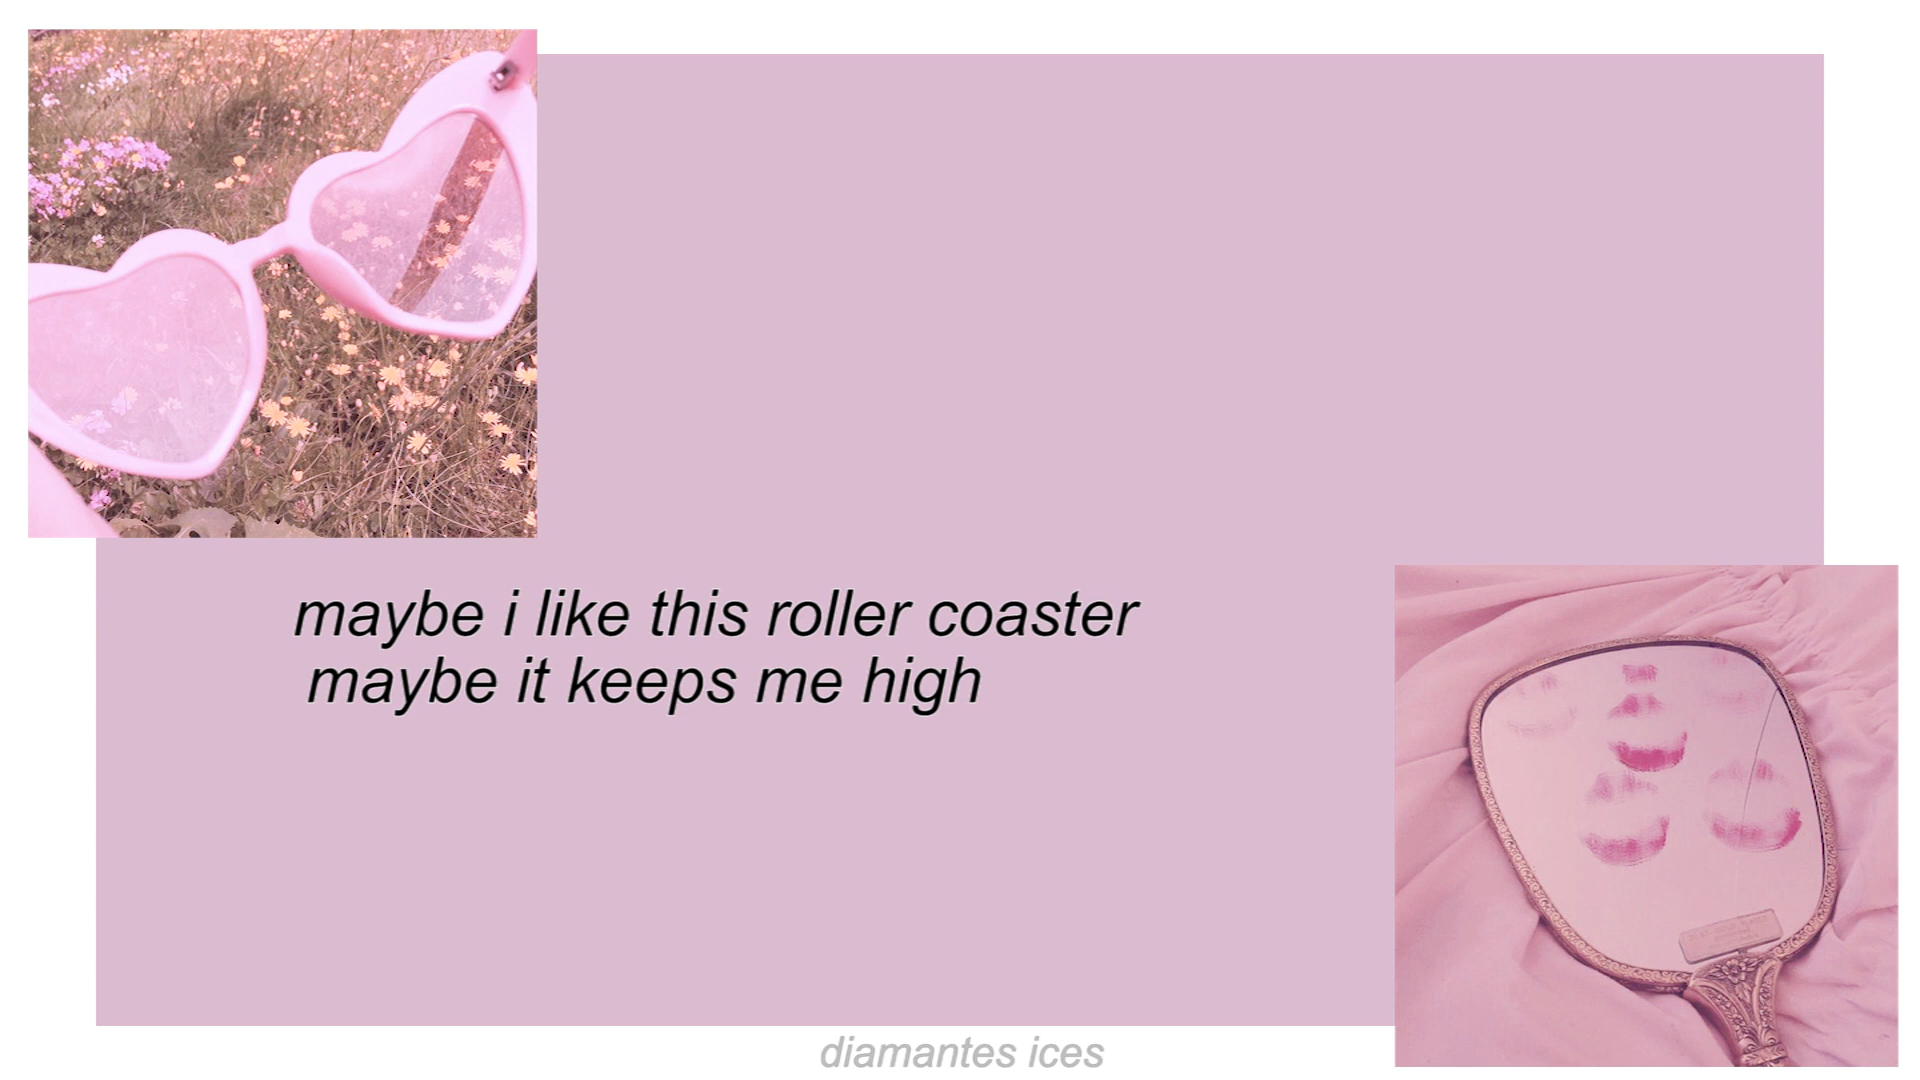 maybe i like this roller coaster
maybe it keeps me high
diamantes ices